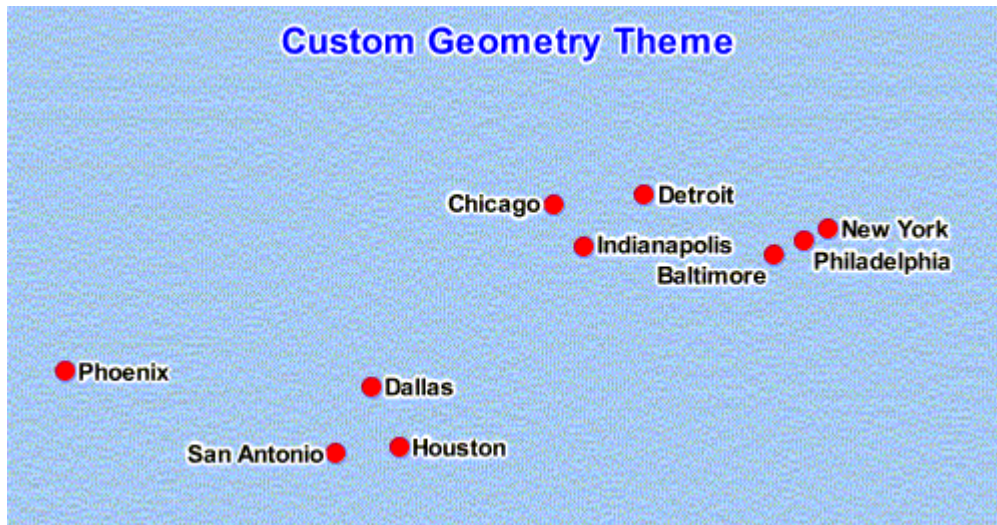 Custom Geometry Theme
Detroit
Chicago
New York
Indianapolis
Philadelphia
Baltimore
Phoenix
Dallas
Houston
San Antonio